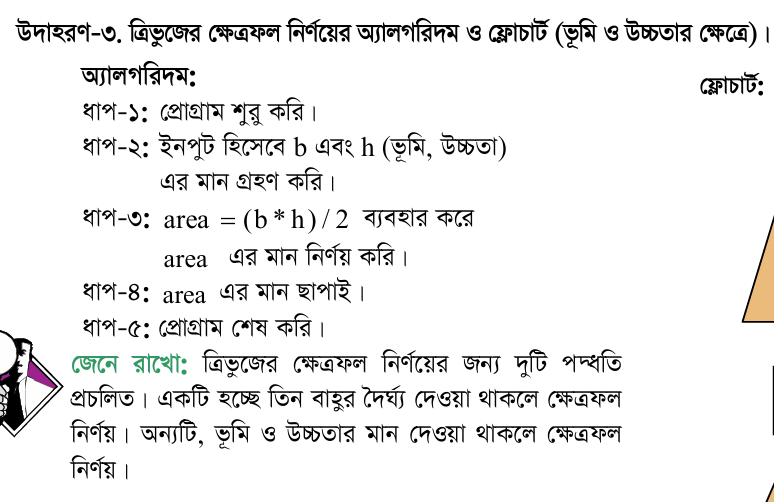 উদাহরণ-৩. ত্রিভুজের ক্ষেত্রফল নির্ণয়ের অ্যালগরিদম ও ফ্লোচার্ট (ভূমি ও উচ্চতার ক্ষেত্রে)।
অ্যালগরিদম:
ফ্লোচার্ট:
ধাপ-১: প্রোগ্রাম শুরু করি।
ধাপ-২: ইনপুট হিসেবে b এবং h (ভূমি, উচ্চতা)
এর মান গ্রহণ করি।
ধাপ-৩: area = (b * h) / 2 ব্যবহার করে
area এর মান নির্ণয় করি।
ধাপ-৪: area এর মান ছাপাই।
ধাপ-৫: প্রোগ্রাম শেষ করি।
জেনে রাখো: ত্রিভুজের ক্ষেত্রফল নির্ণয়ের জন্য দুটি পদ্ধতি
প্রচলিত। একটি হচ্ছে তিন বাহুর দৈর্ঘ্য দেওয়া থাকলে ক্ষেত্রফল
নির্ণয়। অন্যটি, ভূমি ও উচ্চতার মান দেওয়া থাকলে ক্ষেত্রফল
নির্ণয়।